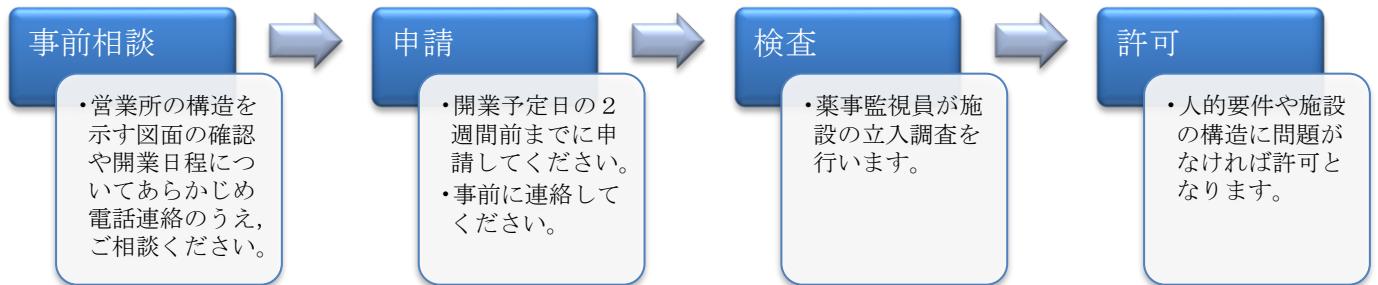 事前相談
・営業所の構造を
示す図面の確認
や開業日程につ
いてあらかじめ
電話連絡のうえ,
ご相談ください。
申請
・開業予定日の２
週間前までに申
請してください。
・事前に連絡して
ください。
検査
・薬事監視員が施
設の立入調査を
行います。
許可
・人的要件や施設
の構造に問題が
なければ許可と
なります。